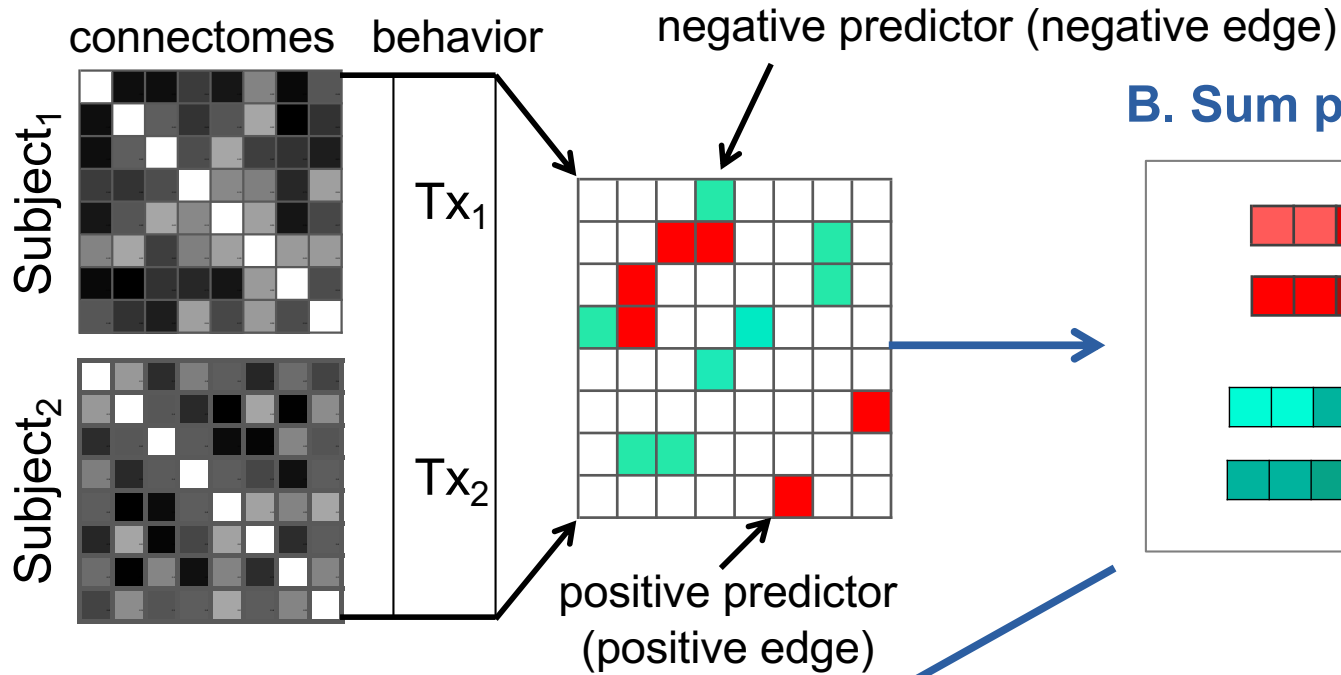 connectomes behavior
negative predictor (negative edge)
B. Sum p
Subject₁
Tx₁
Subject₂
Tx₂
positive predictor
(positive edge)